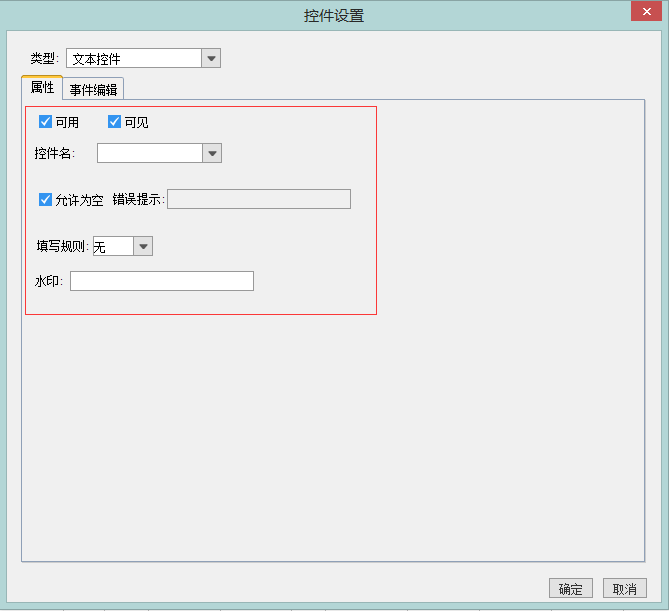 控件设置
类型: 文本控件
属性 事件编辑
可用 可见
控件名:
允许为空 错误提示:
填写规则: 无
水印:
确定 取消